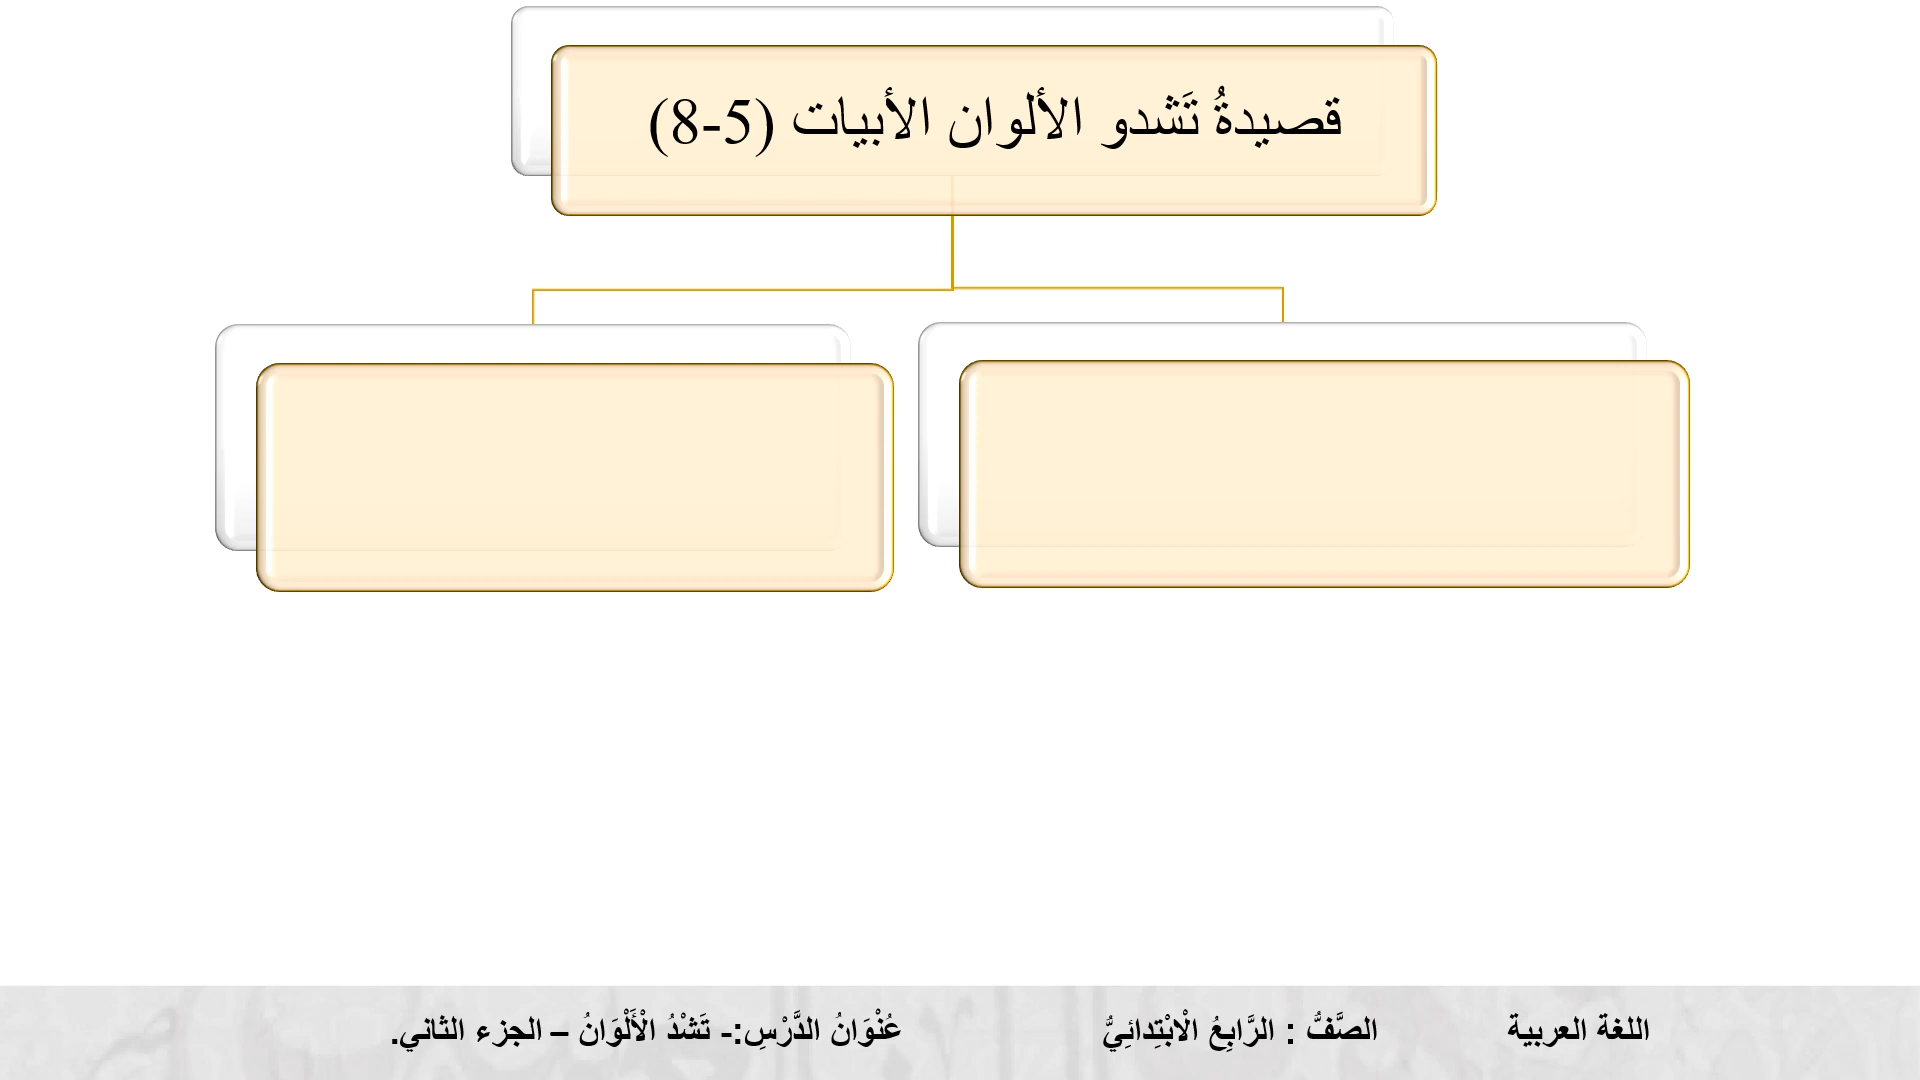 قصيدةُ تَشدو الألوان الأبيات (5-8)
اللغة العربية
الصَّفُّ : الرَّابِعُ الْابْتِدائِيُّ
عُنْوَانُ الدَّرْسِ:- تَشْدُ الْأَلْوَانُ – الجزء الثاني.